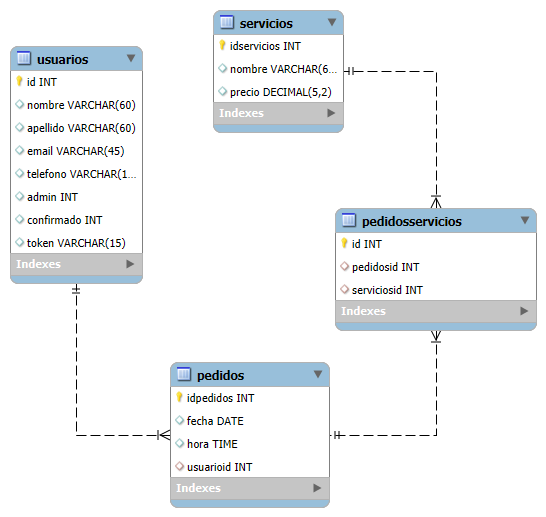 servicios
idservicios INT
nombre VARCHAR(6...
precio DECIMAL(5,2)
Indexes
usuarios
id INT
nombre VARCHAR(60)
apellido VARCHAR(60)
email VARCHAR(45)
telefono VARCHAR(1...
admin INT
confirmado INT
token VARCHAR(15)
Indexes
pedidosservicios
id INT
pedidosid INT
serviciosid INT
Indexes
pedidos
idpedidos INT
fecha DATE
hora TIME
usuarioid INT
Indexes